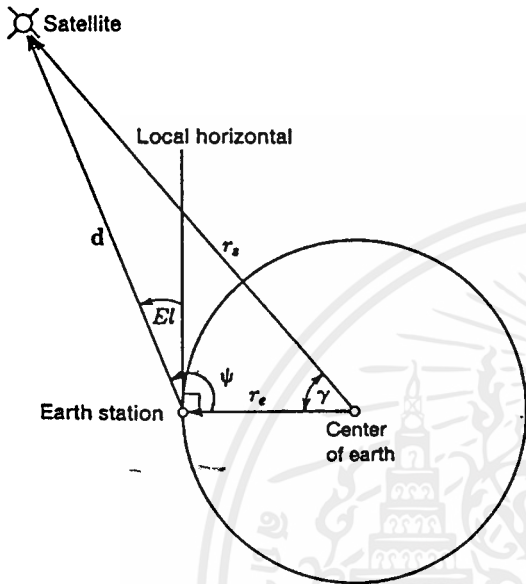 Satellite
Local horizontal
d
r_s
El
ψ
Earth station
r_e
γ
Center
of earth